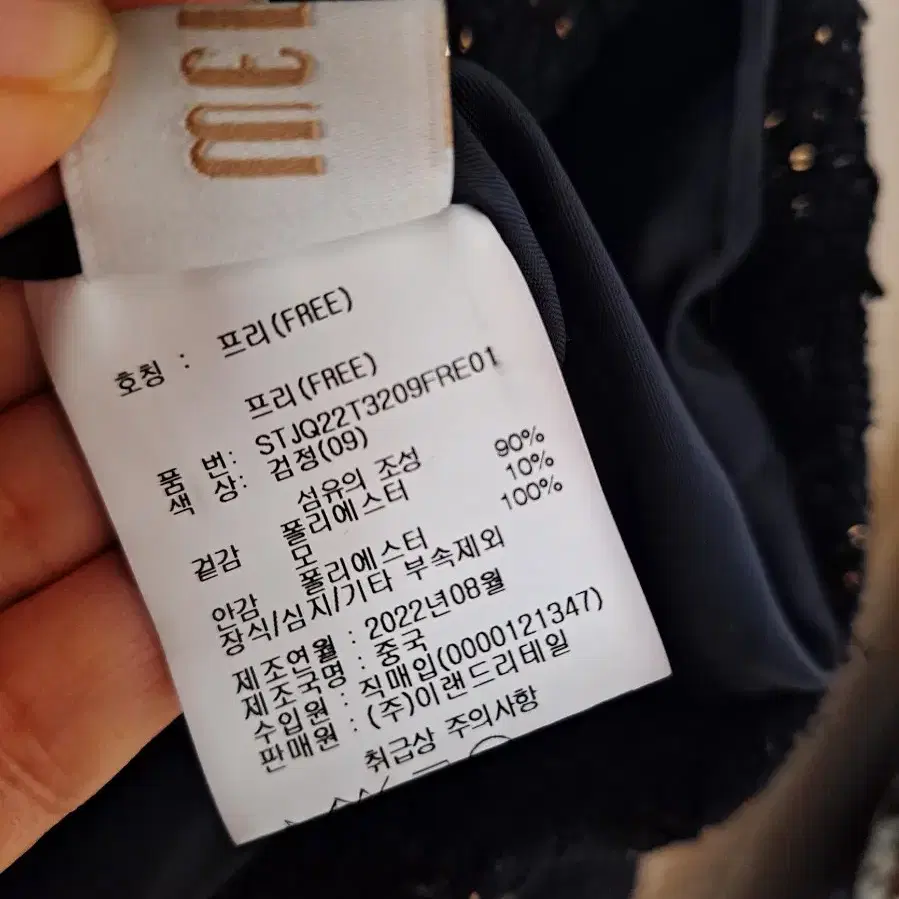 호칭 : 프리(FREE)
프리(FREE)
품 번: STJQ22T3209FRE01
색 상: 검정(09)
섬유의 조성
겉감 폴리에스터 90%
모 10%
안감 폴리에스터 100%
장식/심지/기타 부속제외
제조연월 : 2022년08월
제조국명 : 중국
수입원 : 직매입(0000121347)
판매원 : (주)이랜드리테일
취급상 주의사항